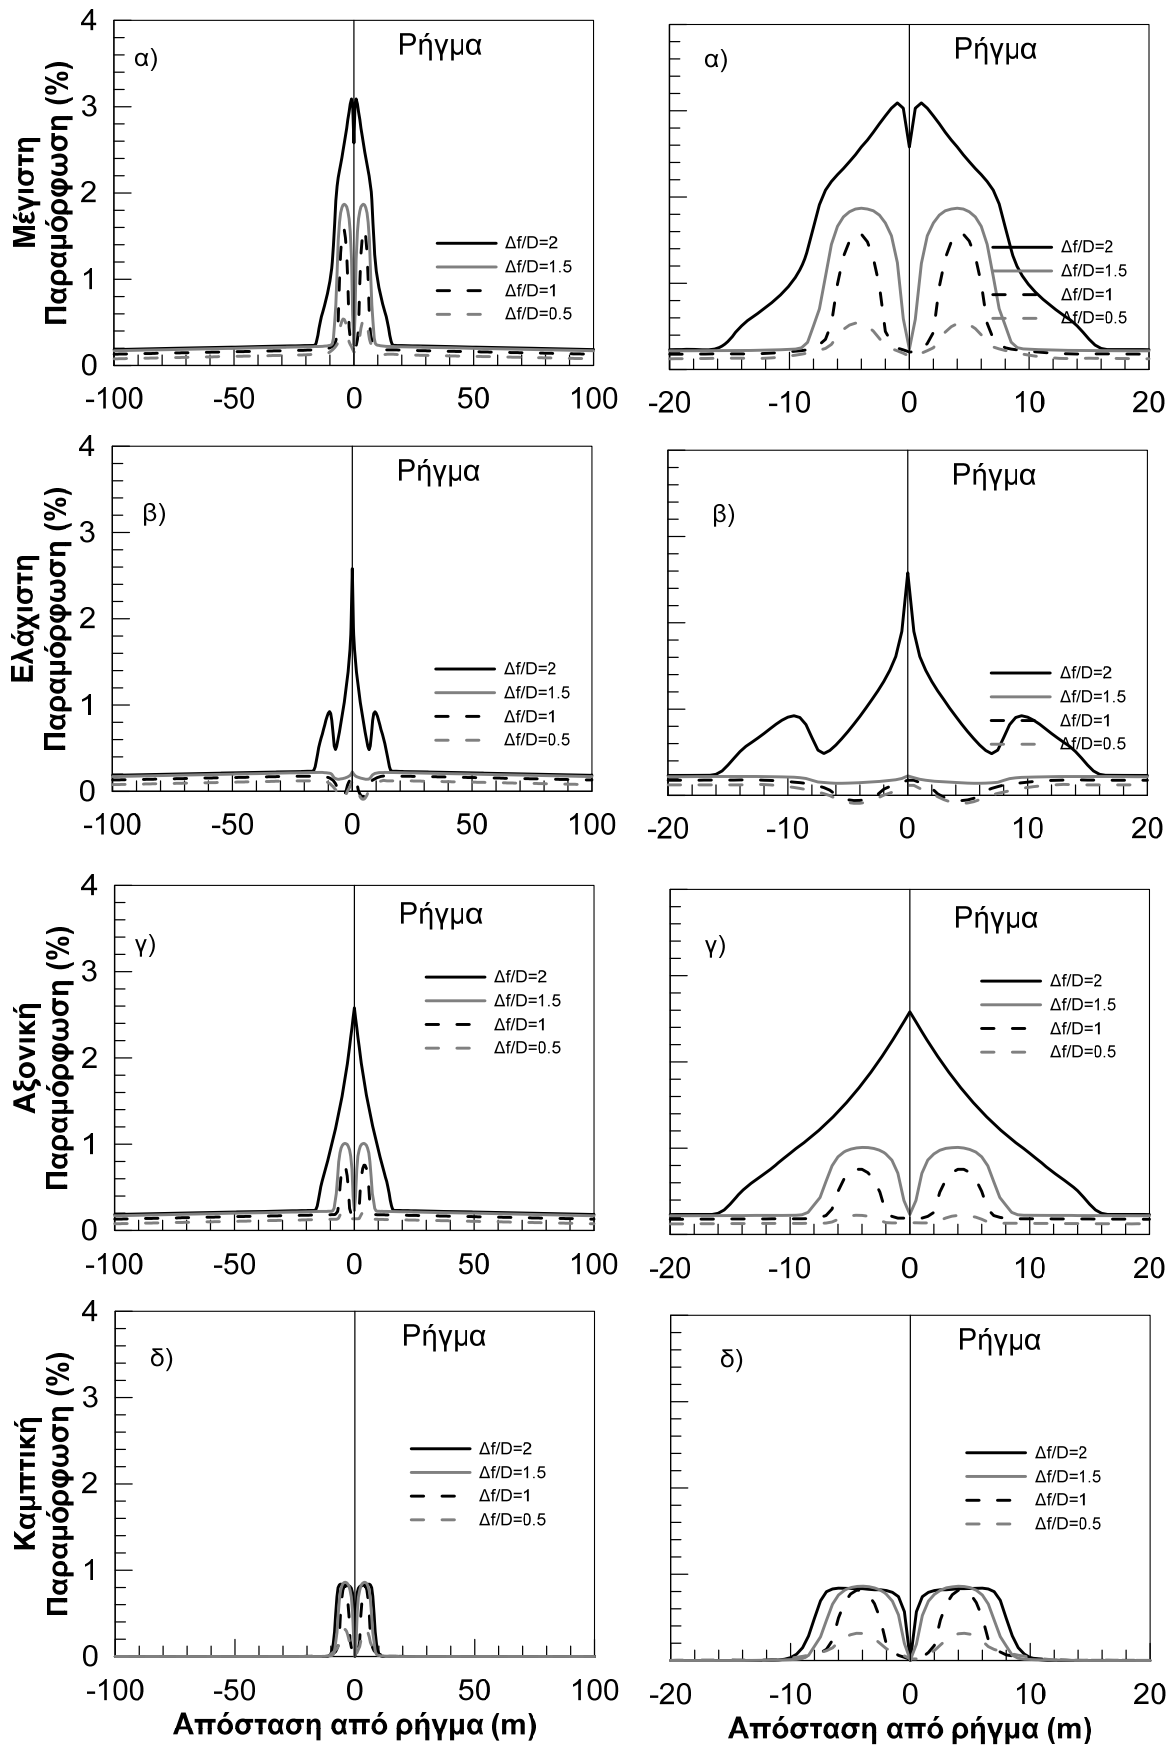 4
3
2
1
0
Μέγιστη
Παραμόρφωση (%)
α)
Ρήγμα
Δf/D=2
Δf/D=1.5
Δf/D=1
Δf/D=0.5
-100 -50 0 50 100
α)
Ρήγμα
Δf/D=2
Δf/D=1.5
Δf/D=1
Δf/D=0.5
-20 -10 0 10 20
4
3
2
1
0
Ελάχιστη
Παραμόρφωση (%)
β)
Ρήγμα
Δf/D=2
Δf/D=1.5
Δf/D=1
Δf/D=0.5
-100 -50 0 50 100
β)
Ρήγμα
Δf/D=2
Δf/D=1.5
Δf/D=1
Δf/D=0.5
-20 -10 0 10 20
4
3
2
1
0
Αξονική
Παραμόρφωση (%)
γ)
Ρήγμα
Δf/D=2
Δf/D=1.5
Δf/D=1
Δf/D=0.5
-100 -50 0 50 100
γ)
Ρήγμα
Δf/D=2
Δf/D=1.5
Δf/D=1
Δf/D=0.5
-20 -10 0 10 20
4
3
2
1
0
Καμπτική
Παραμόρφωση (%)
δ)
Ρήγμα
Δf/D=2
Δf/D=1.5
Δf/D=1
Δf/D=0.5
-100 -50 0 50 100
Απόσταση από ρήγμα (m)
δ)
Ρήγμα
Δf/D=2
Δf/D=1.5
Δf/D=1
Δf/D=0.5
-20 -10 0 10 20
Απόσταση από ρήγμα (m)